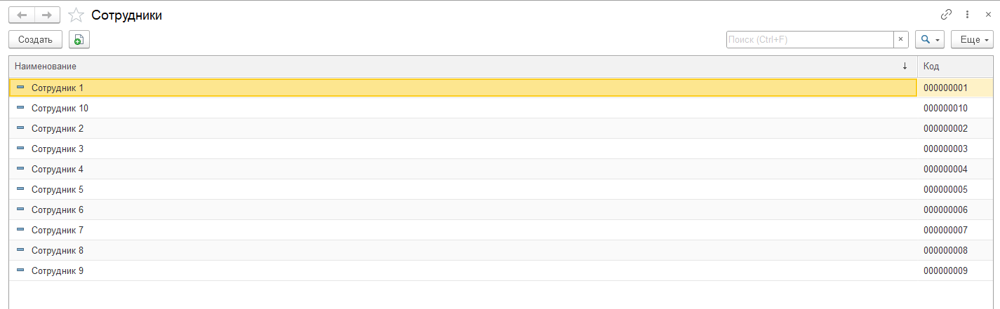 Сотрудники
Создать Поиск (Ctrl+F) Еще
Наименование Код
Сотрудник 1 000000001
Сотрудник 10 000000010
Сотрудник 2 000000002
Сотрудник 3 000000003
Сотрудник 4 000000004
Сотрудник 5 000000005
Сотрудник 6 000000006
Сотрудник 7 000000007
Сотрудник 8 000000008
Сотрудник 9 000000009